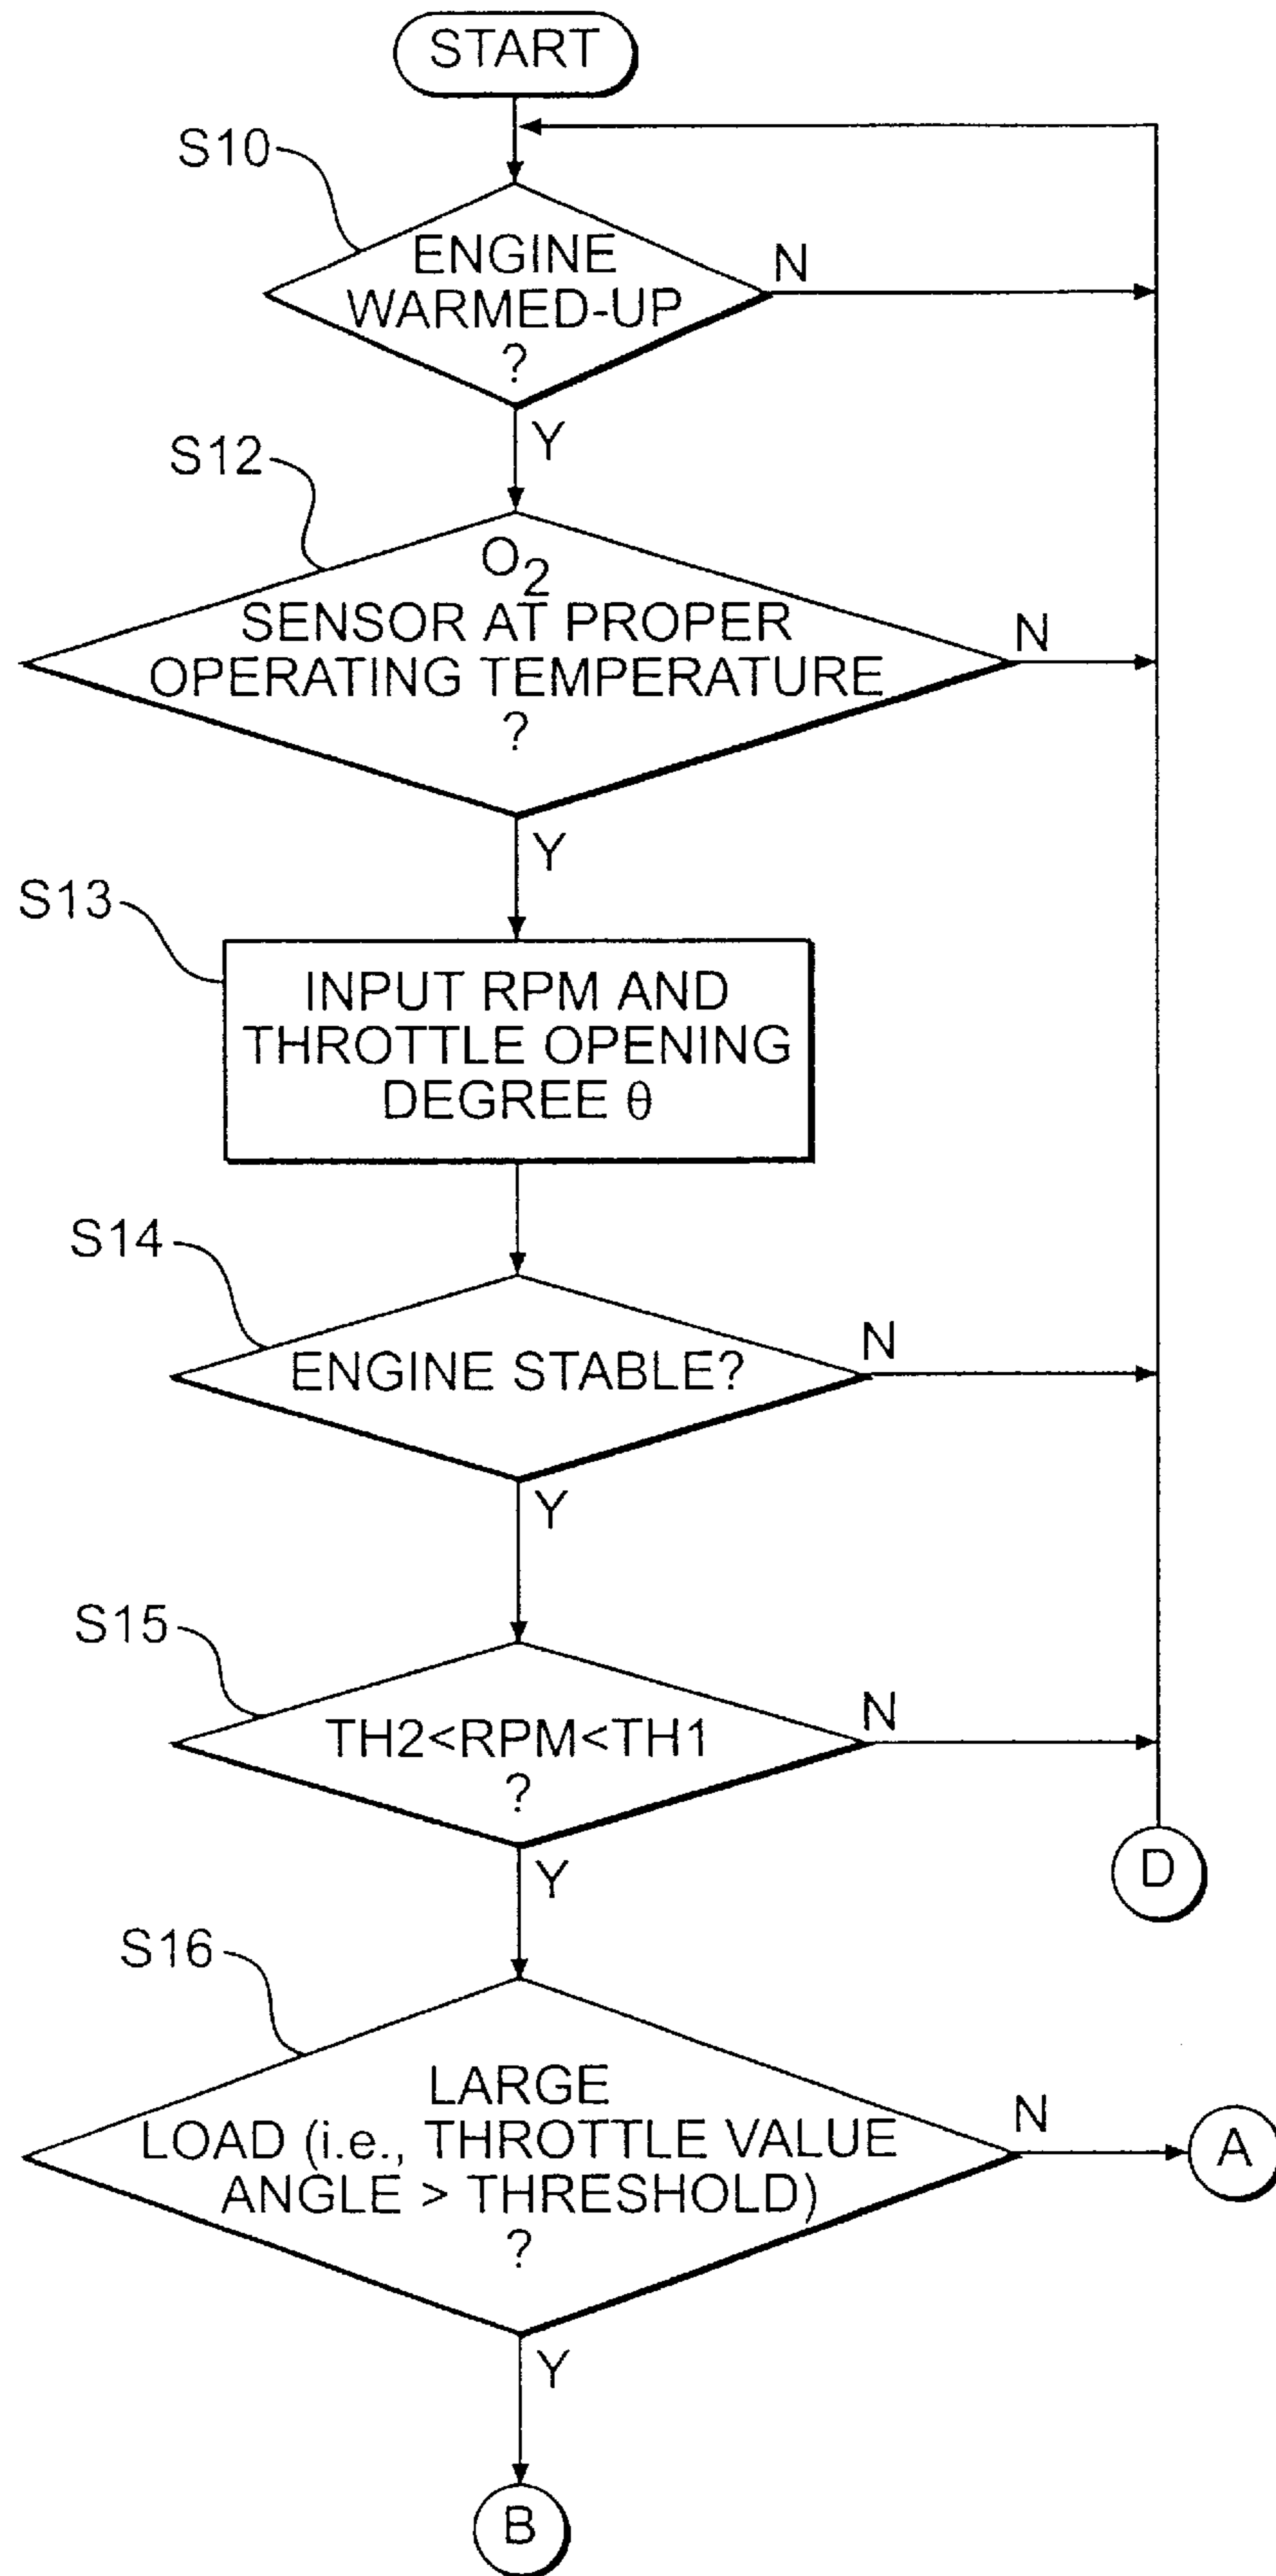 START
S10
ENGINE
WARMED-UP
?
N
Y
S12
O2
SENSOR AT PROPER
OPERATING TEMPERATURE
?
N
Y
S13
INPUT RPM AND
THROTTLE OPENING
DEGREE θ
S14
ENGINE STABLE?
N
Y
S15
TH2<RPM<TH1
?
N
Y
D
S16
LARGE
LOAD (i.e., THROTTLE VALUE
ANGLE > THRESHOLD)
?
N
A
Y
B